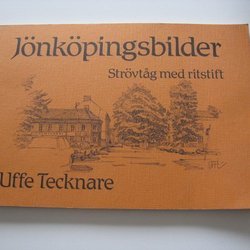 Jönköpingsbilder
Strövtåg med ritstift
Uffe Tecknare